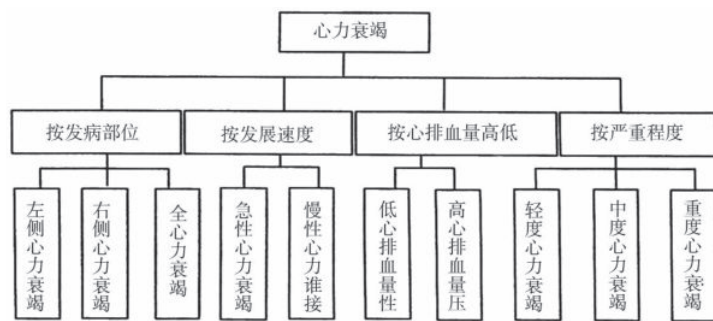 心力衰竭
按发病部位
按发展速度
按心排血量高低
按严重程度
左侧心力衰竭
右侧心力衰竭
全心力衰竭
急性心力衰竭
慢性心力谁接
低心排血量性
高心排血量压
轻度心力衰竭
中度心力衰竭
重度心力衰竭